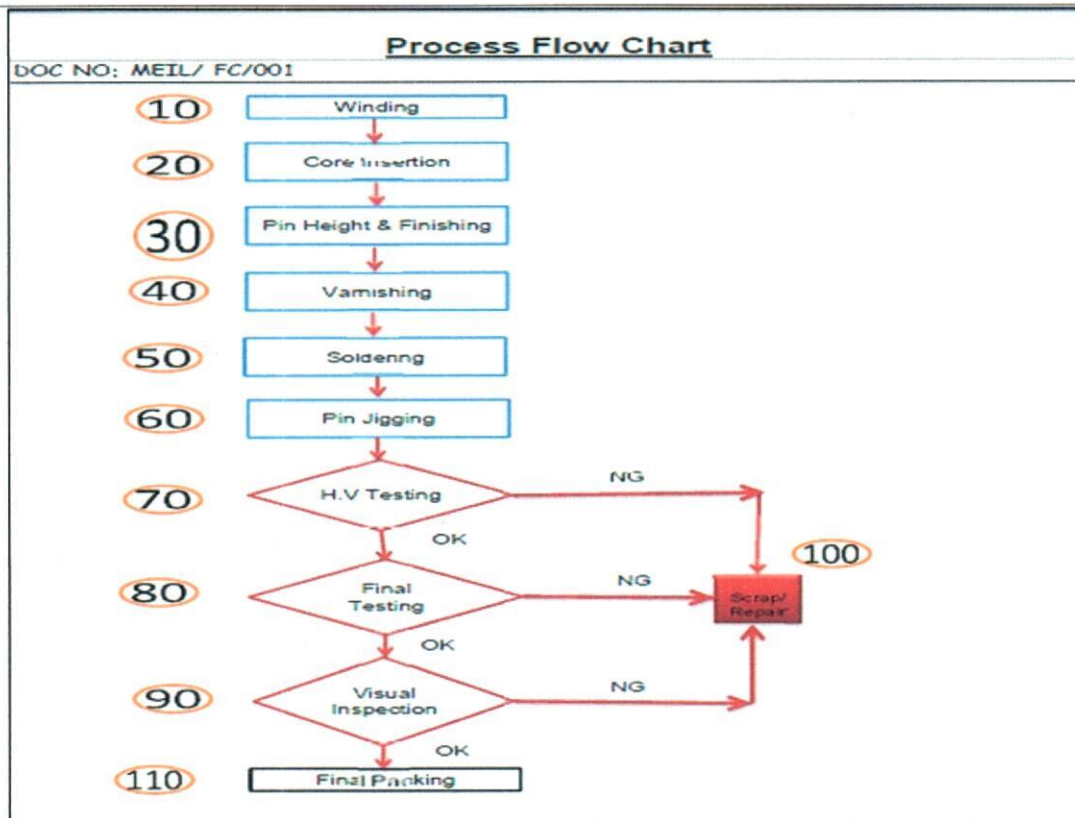 Process Flow Chart
DOC NO: MEIL/ FC/001
10
Winding
20
Core Insertion
30
Pin Height & Finishing
40
Varnishing
50
Soldering
60
Pin Jigging
70
H.V Testing
NG
OK
100
80
Final
Testing
NG
Scrap/
Repair
OK
90
Visual
Inspection
NG
OK
110
Final Packing